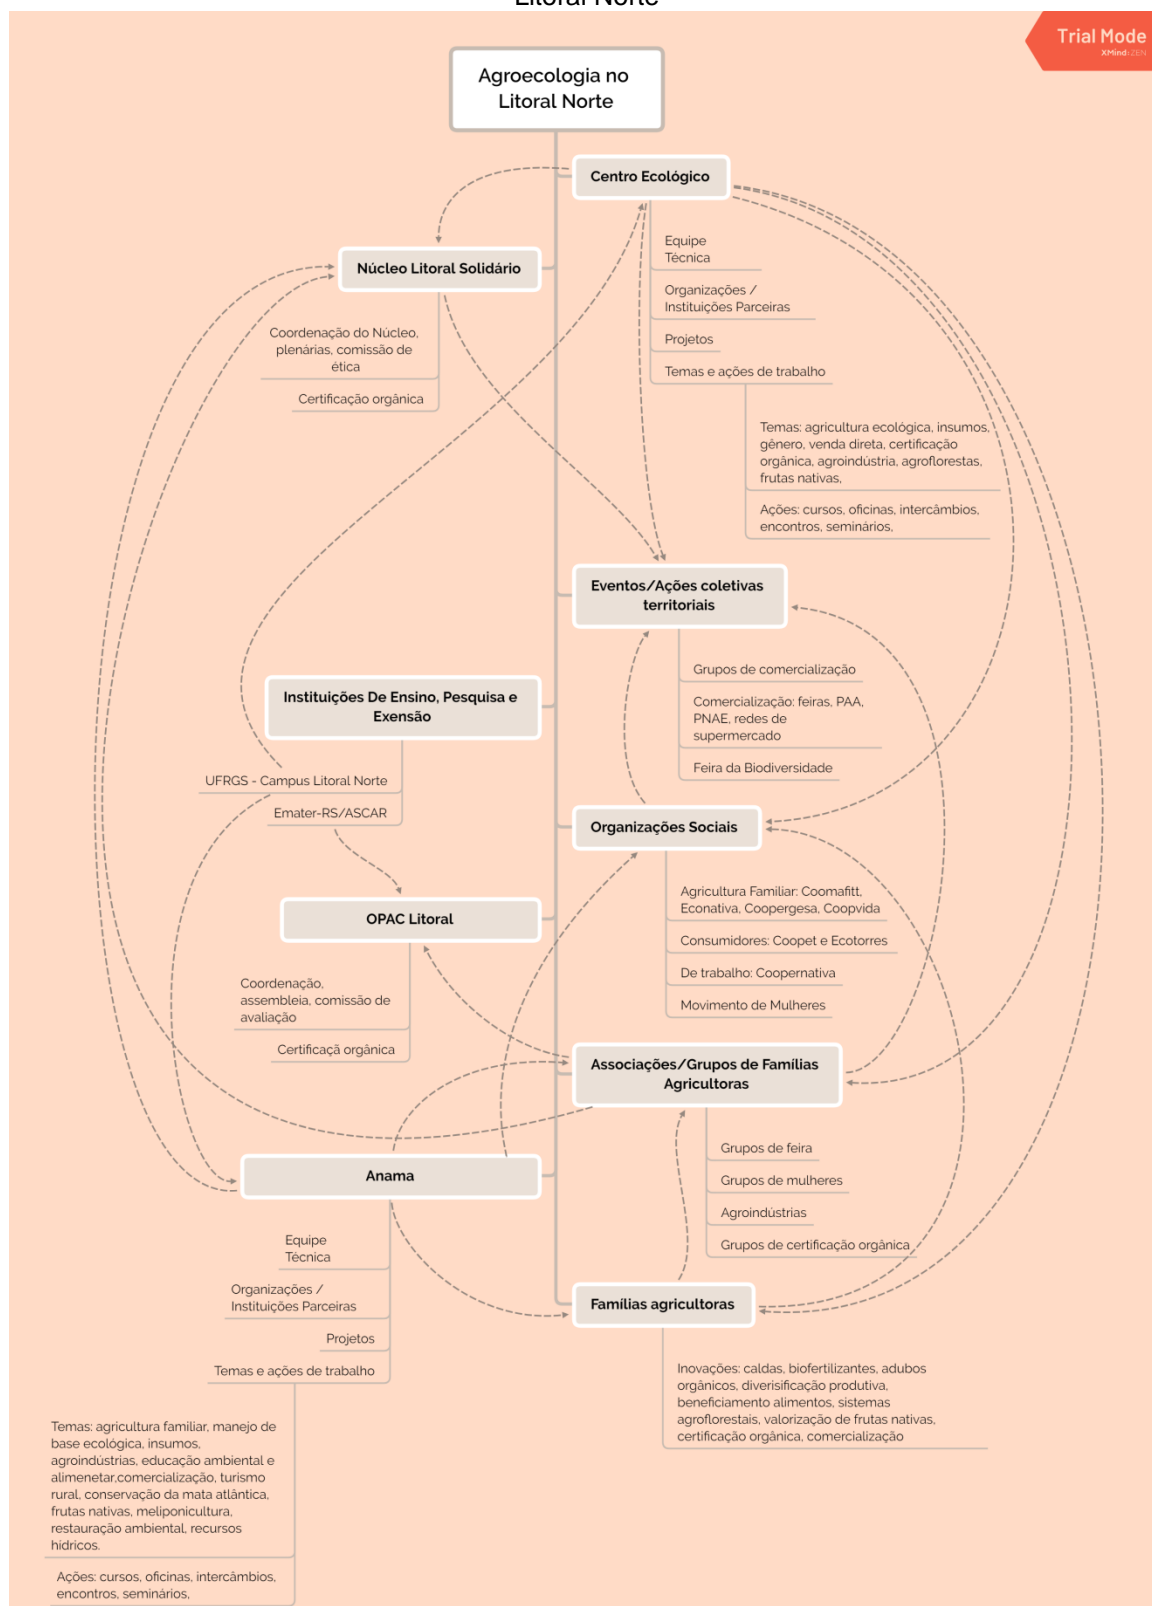 Litoral Norte
Trial Mode
XMind:ZEN
Agroecologia no
Litoral Norte
Centro Ecológico
Equipe
Técnica
Organizações /
Instituições Parceiras
Projetos
Temas e ações de trabalho
Temas: agricultura ecológica, insumos,
gênero, venda direta, certificação
orgânica, agroindústria, agroflorestas,
frutas nativas,
Ações: cursos, oficinas, intercâmbios,
encontros, seminários,
Núcleo Litoral Solidário
Coordenação do Núcleo,
plenárias, comissão de
ética
Certificação orgânica
Eventos/Ações coletivas
territoriais
Grupos de comercialização
Comercialização: feiras, PAA,
PNAE, redes de
supermercado
Feira da Biodiversidade
Instituições De Ensino, Pesquisa e
Exensão
UFRGS - Campus Litoral Norte
Emater-RS/ASCAR
Organizações Sociais
Agricultura Familiar: Coomafitt,
Econativa, Coopergesa, Coopvida
Consumidores: Coopet e Ecotorres
De trabalho: Coopernativa
Movimento de Mulheres
OPAC Litoral
Coordenação,
assembleia, comissão de
avaliação
Certificaçã orgânica
Associações/Grupos de Famílias
Agricultoras
Grupos de feira
Grupos de mulheres
Agroindústrias
Grupos de certificação orgânica
Anama
Equipe
Técnica
Organizações /
Instituições Parceiras
Projetos
Temas e ações de trabalho
Temas: agricultura familiar, manejo de
base ecológica, insumos,
agroindústrias, educação ambiental e
alimenetar,comercialização, turismo
rural, conservação da mata atlântica,
frutas nativas, meliponicultura,
restauração ambiental, recursos
hidricos.
Ações: cursos, oficinas, intercâmbios,
encontros, seminários,
Famílias agricultoras
Inovações: caldas, biofertilizantes, adubos
orgânicos, diverisificação produtiva,
beneficiamento alimentos, sistemas
agroflorestais, valorização de frutas nativas,
certificação orgânica, comercialização